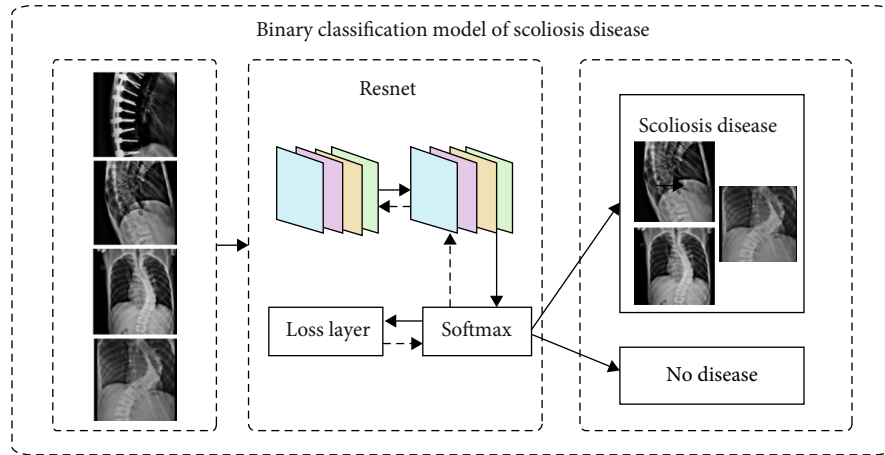 Binary classification model of scoliosis disease
Resnet
Loss layer
Softmax
Scoliosis disease
No disease